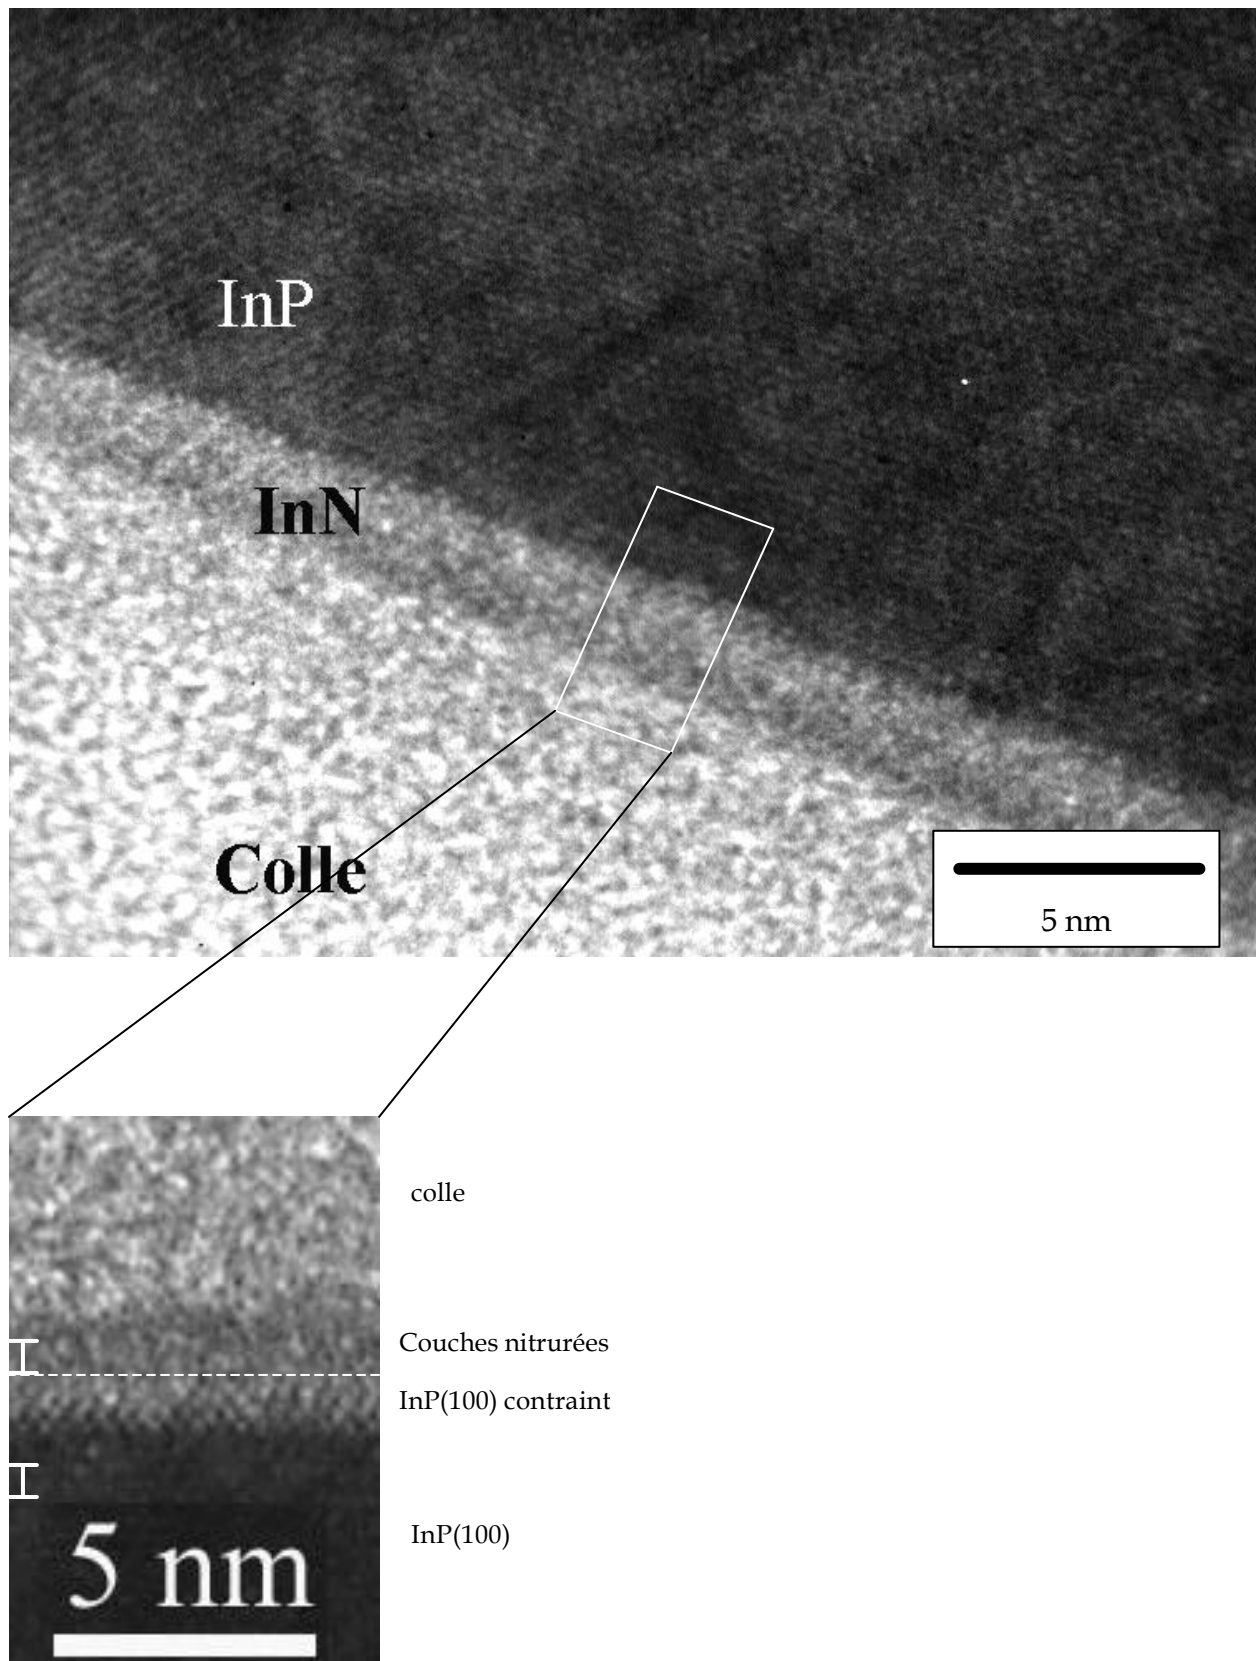 InP
InN
Colle
5 nm
colle
Couches nitrurées
InP(100) contraint
InP(100)
5 nm